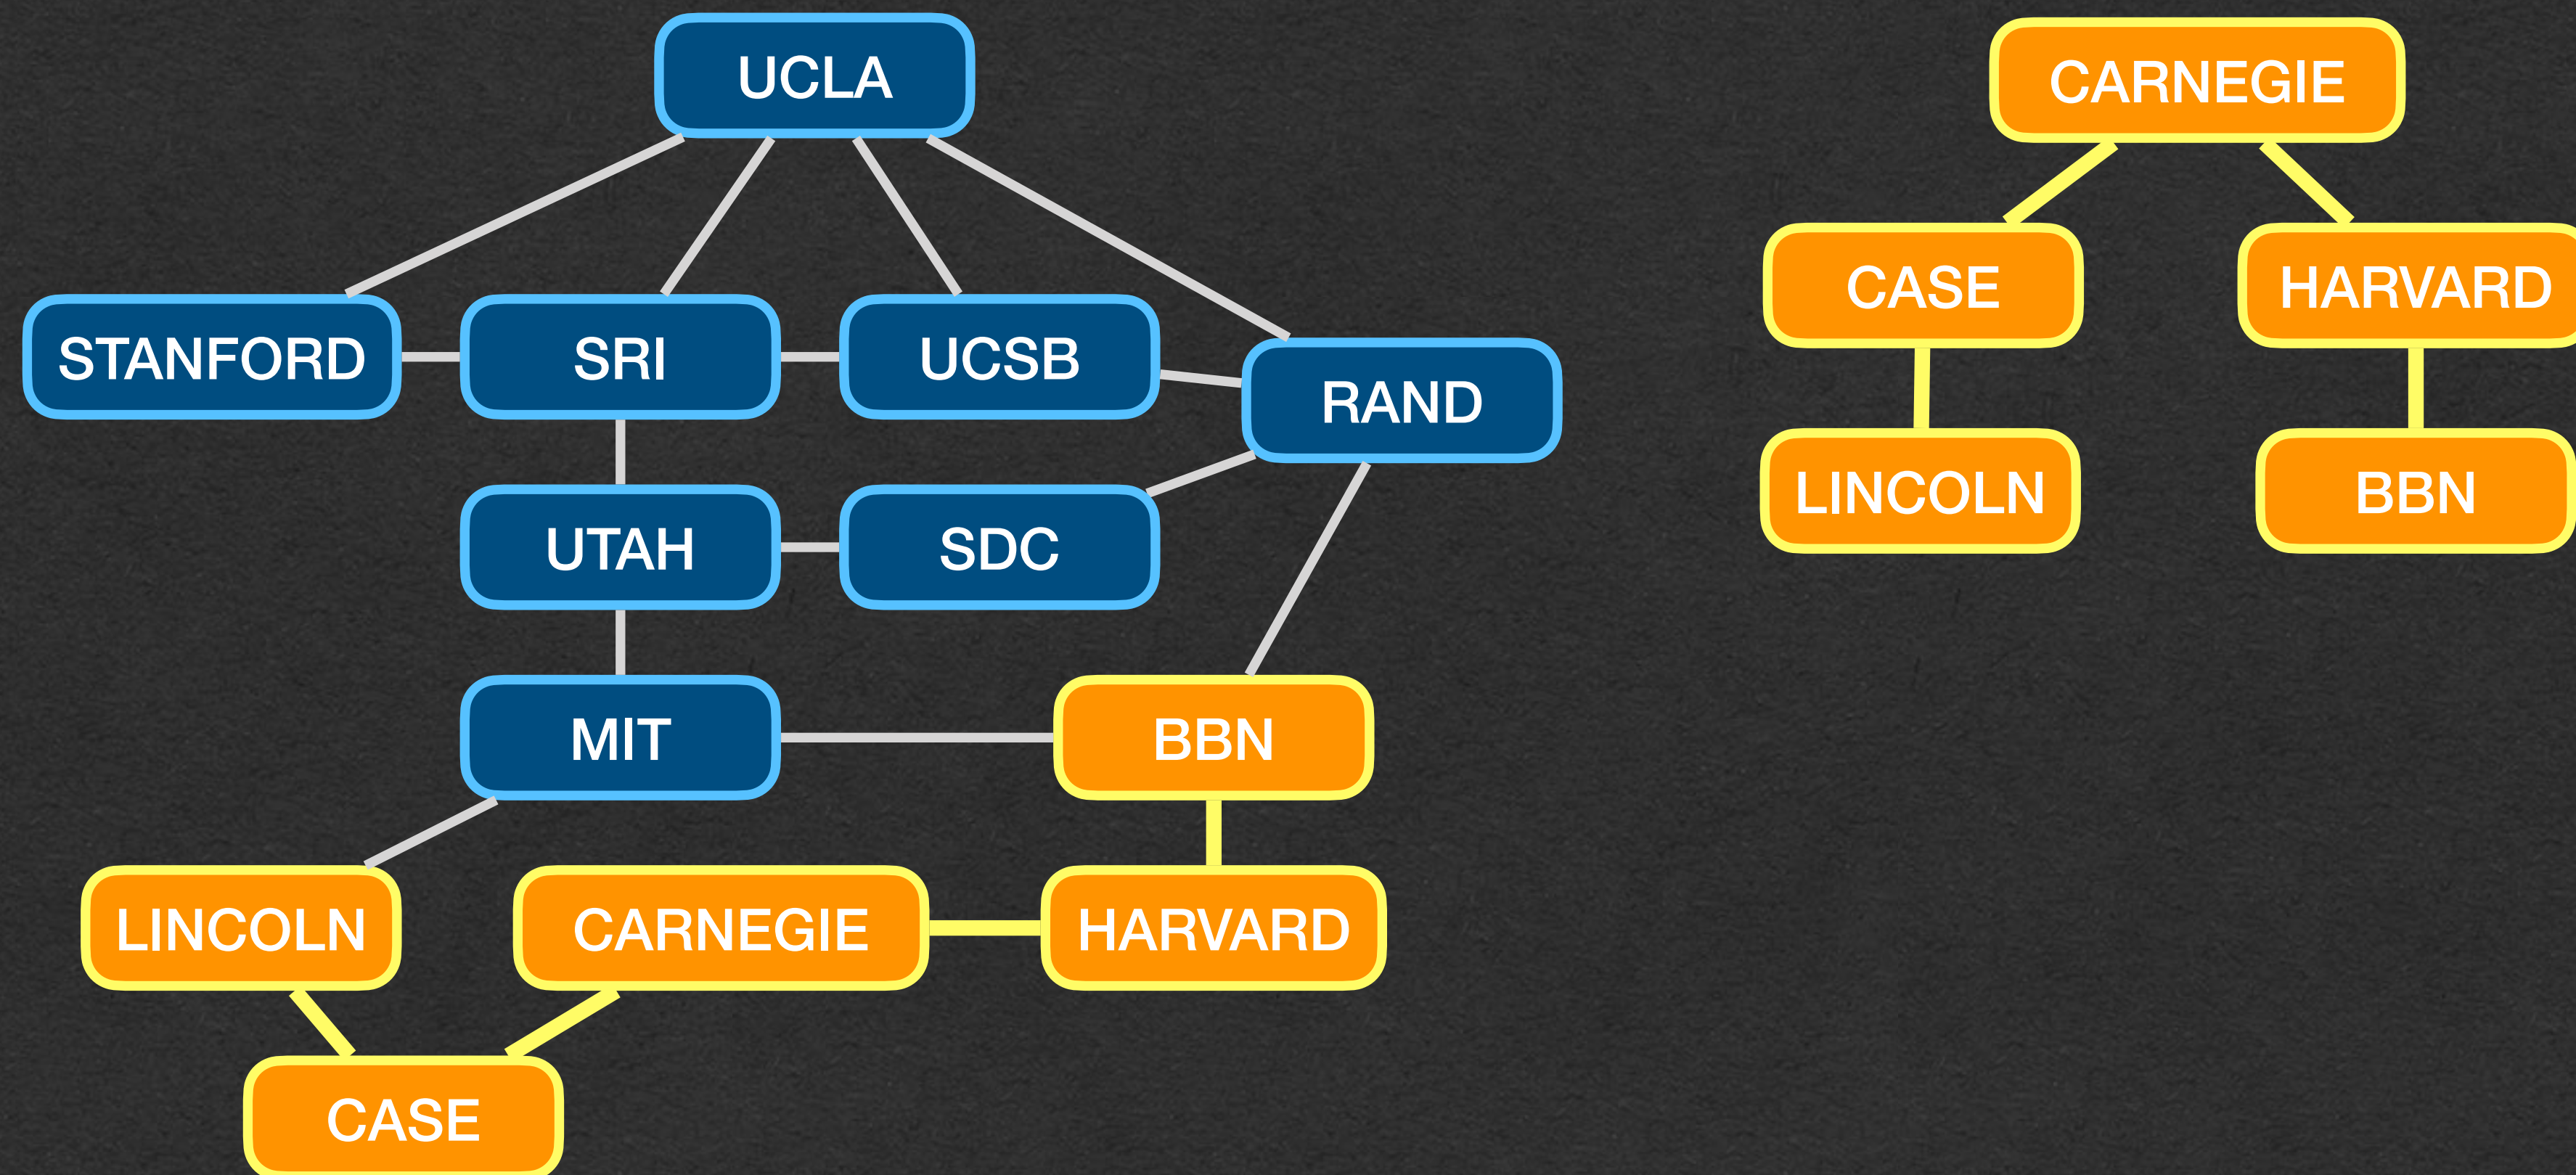 UCLA
STANFORD
SRI
UCSB
RAND
UTAH
SDC
MIT
BBN
LINCOLN
CARNEGIE
HARVARD
CASE
CARNEGIE
CASE
HARVARD
LINCOLN
BBN